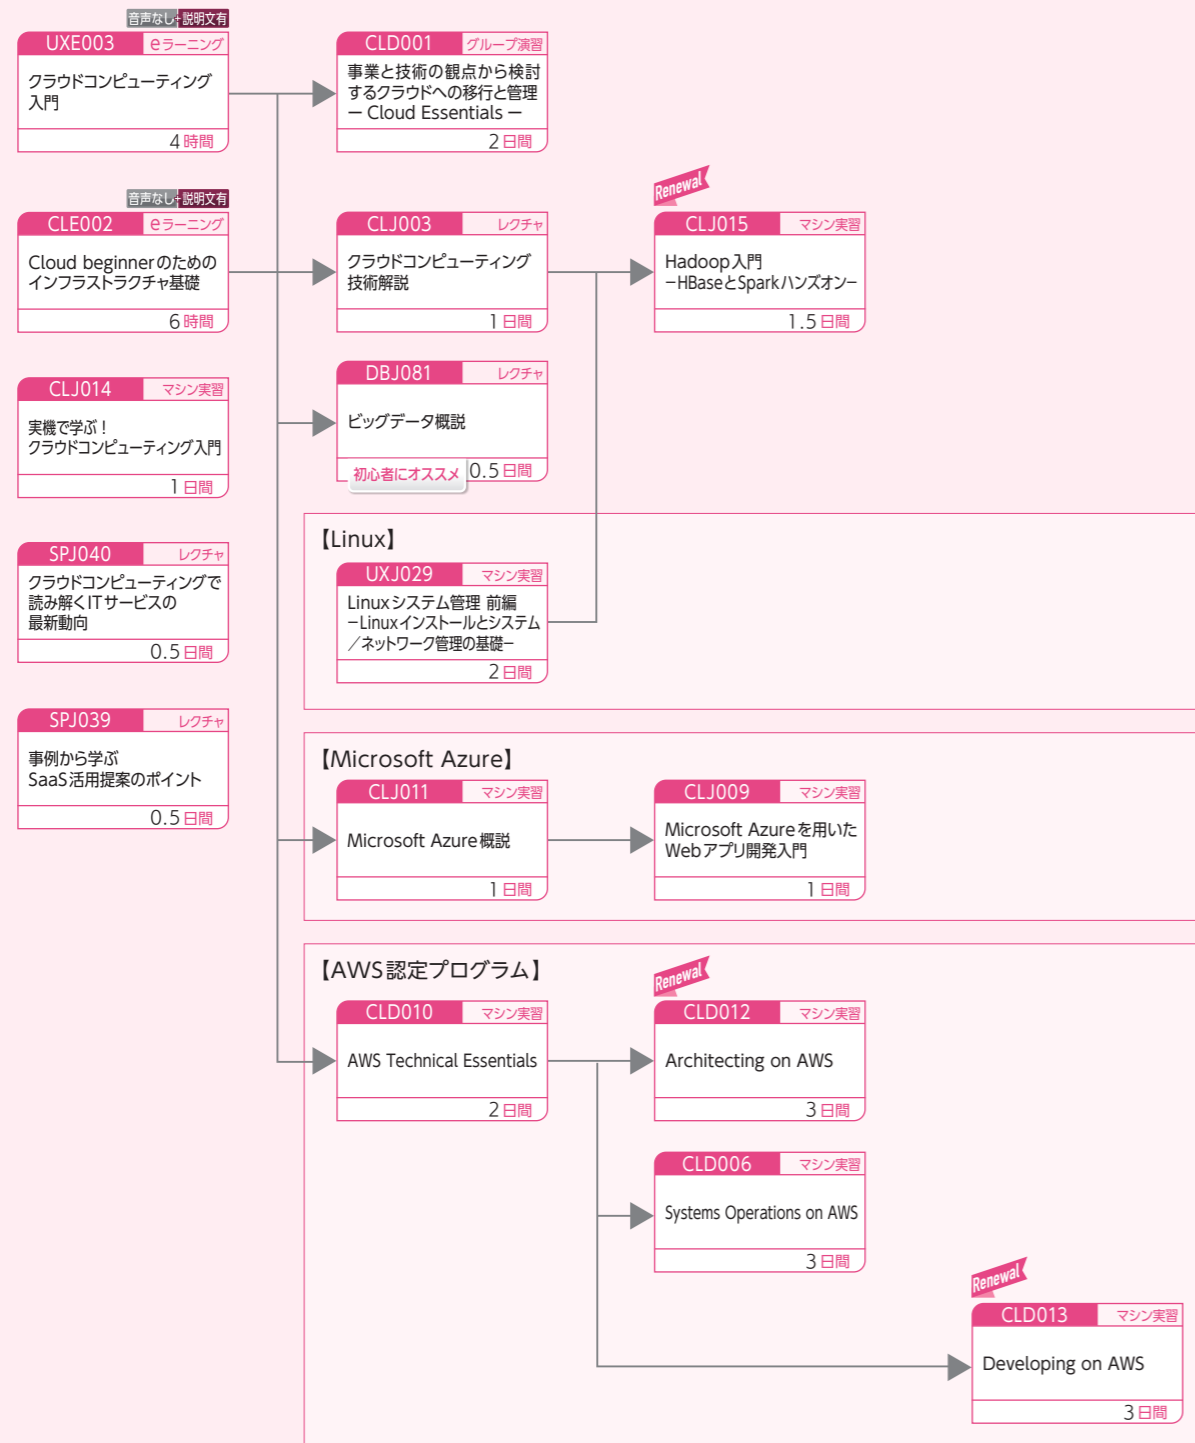 音声なし+説明文有
UXE003 eラーニング
クラウドコンピューティング
入門
4時間
CLD001 グループ演習
事業と技術の観点から検討
するクラウドへの移行と管理
ー Cloud Essentials ー
2日間
音声なし+説明文有
CLE002 eラーニング
Cloud beginnerのための
インフラストラクチャ基礎
6時間
CLJ003 レクチャ
クラウドコンピューティング
技術解説
1日間
Renewal
CLJ015 マシン実習
Hadoop入門
−HBaseとSparkハンズオン−
1.5日間
CLJ014 マシン実習
実機で学ぶ!
クラウドコンピューティング入門
1日間
DBJ081 レクチャ
ビッグデータ概説
初心者にオススメ
0.5日間
SPJ040 レクチャ
クラウドコンピューティングで
読み解くITサービスの
最新動向
0.5日間
【Linux】
UXJ029 マシン実習
Linuxシステム管理 前編
−Linuxインストールとシステム
/ネットワーク管理の基礎−
2日間
SPJ039 レクチャ
事例から学ぶ
SaaS活用提案のポイント
0.5日間
【Microsoft Azure】
CLJ011 マシン実習
Microsoft Azure概説
1日間
CLJ009 マシン実習
Microsoft Azureを用いた
Webアプリ開発入門
1日間
【AWS認定プログラム】
CLD010 マシン実習
AWS Technical Essentials
2日間
Renewal
CLD012 マシン実習
Architecting on AWS
3日間
CLD006 マシン実習
Systems Operations on AWS
3日間
Renewal
CLD013 マシン実習
Developing on AWS
3日間